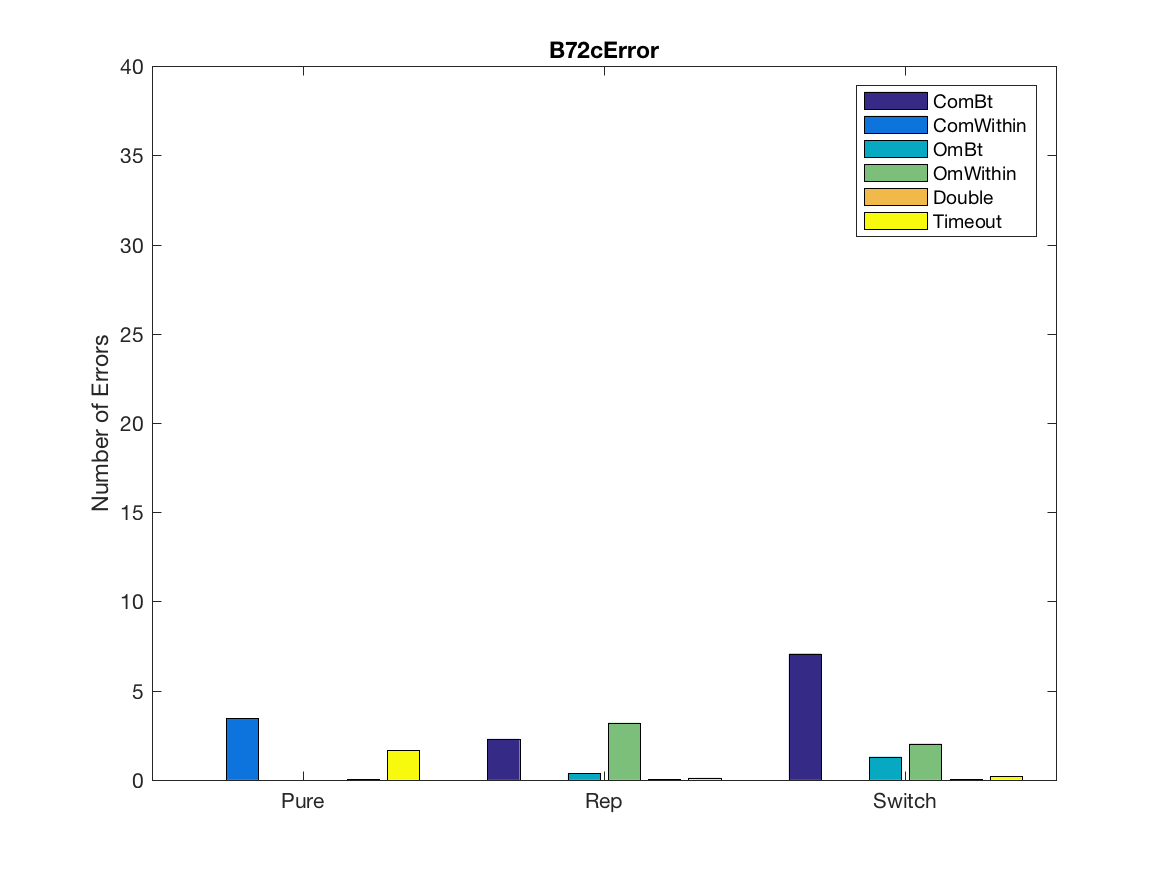 B72cError
40
35
30
25
20
15
10
5
0
Number of Errors
ComBt
ComWithin
OmBt
OmWithin
Double
Timeout
Pure
Rep
Switch